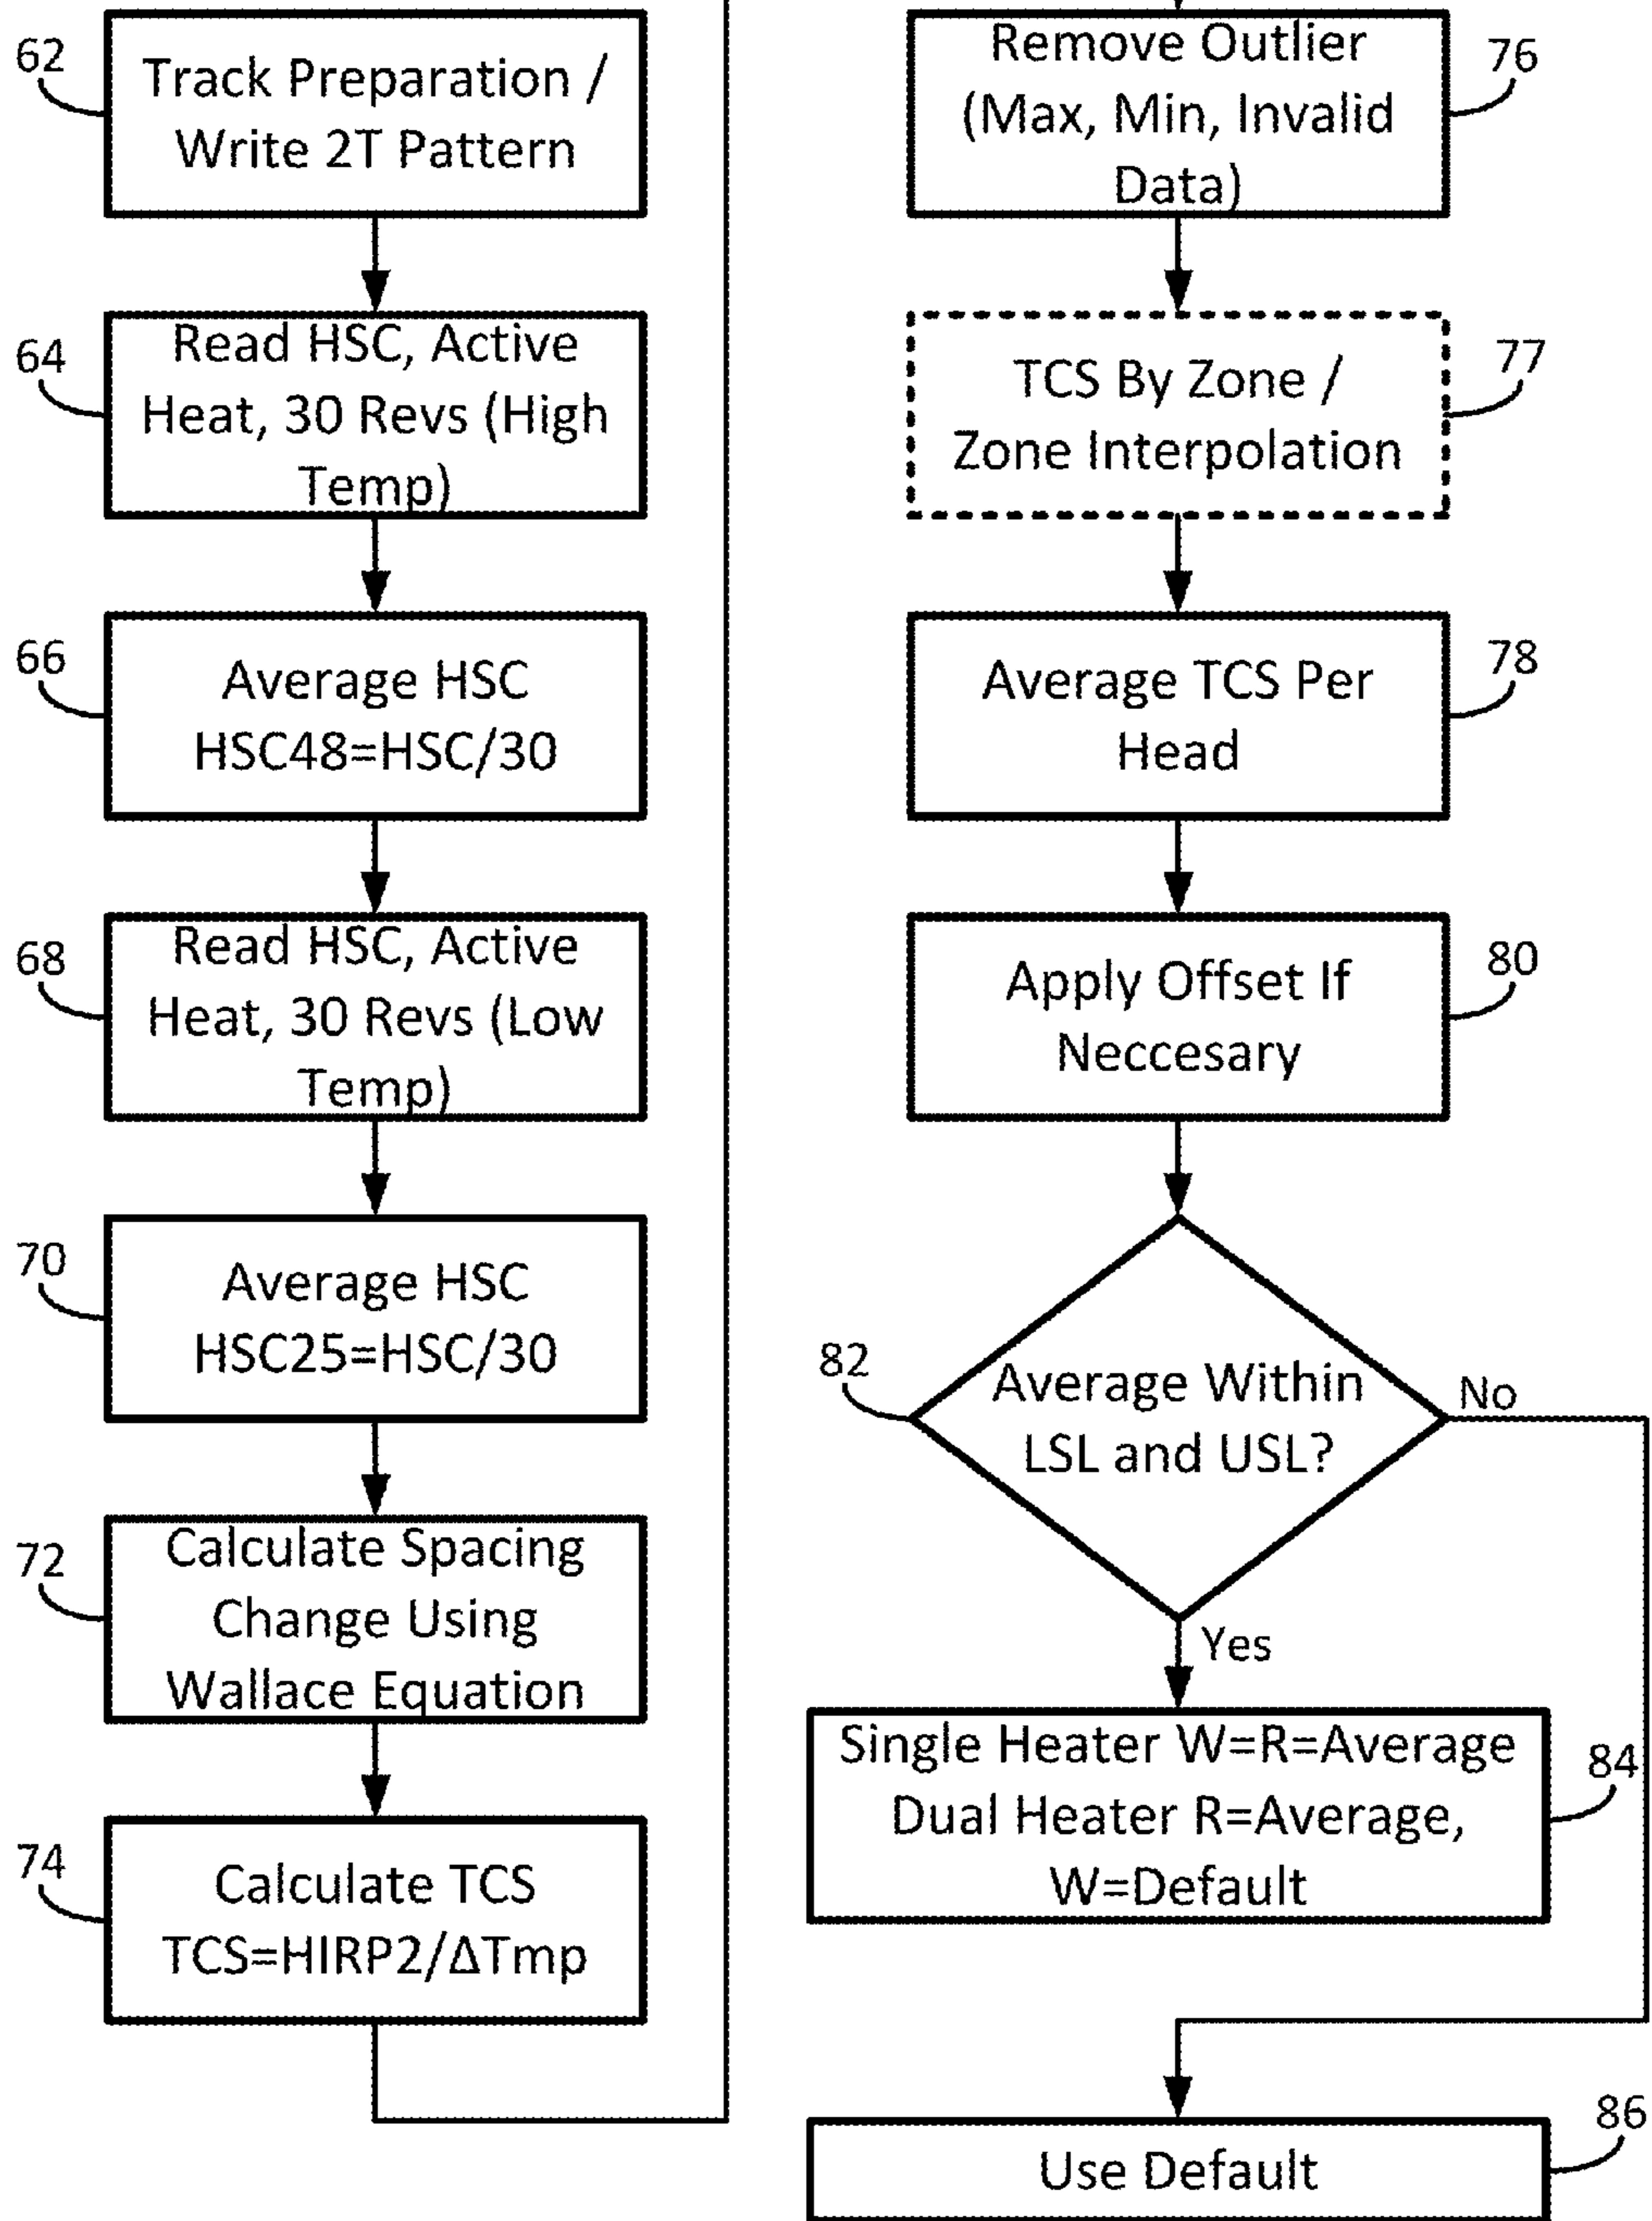 62
Track Preparation /
Write 2T Pattern
64
Read HSC, Active
Heat, 30 Revs (High
Temp)
66
Average HSC
HSC48=HSC/30
68
Read HSC, Active
Heat, 30 Revs (Low
Temp)
70
Average HSC
HSC25=HSC/30
72
Calculate Spacing
Change Using
Wallace Equation
74
Calculate TCS
TCS=HIRP2/ΔTmp
Remove Outlier
(Max, Min, Invalid
Data)
76
TCS By Zone /
Zone Interpolation
77
Average TCS Per
Head
78
Apply Offset If
Neccesary
80
82
Average Within
LSL and USL?
No
Yes
Single Heater W=R=Average
Dual Heater R=Average,
W=Default
84
Use Default
86